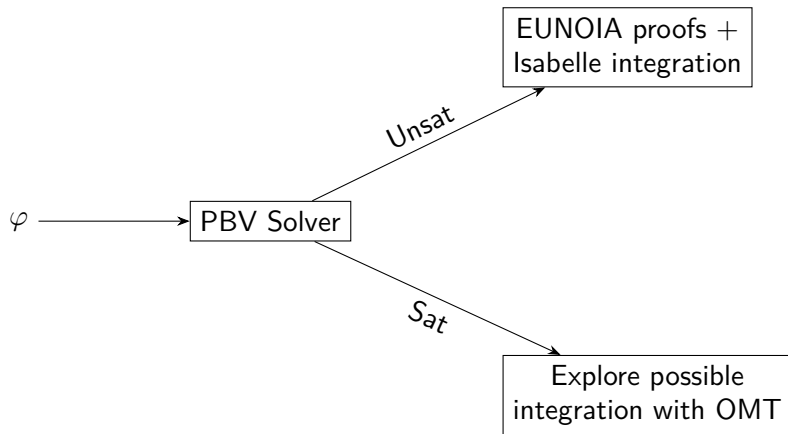 EUNOIA proofs +
Isabelle integration
Unsat
φ
PBV Solver
Sat
Explore possible
integration with OMT